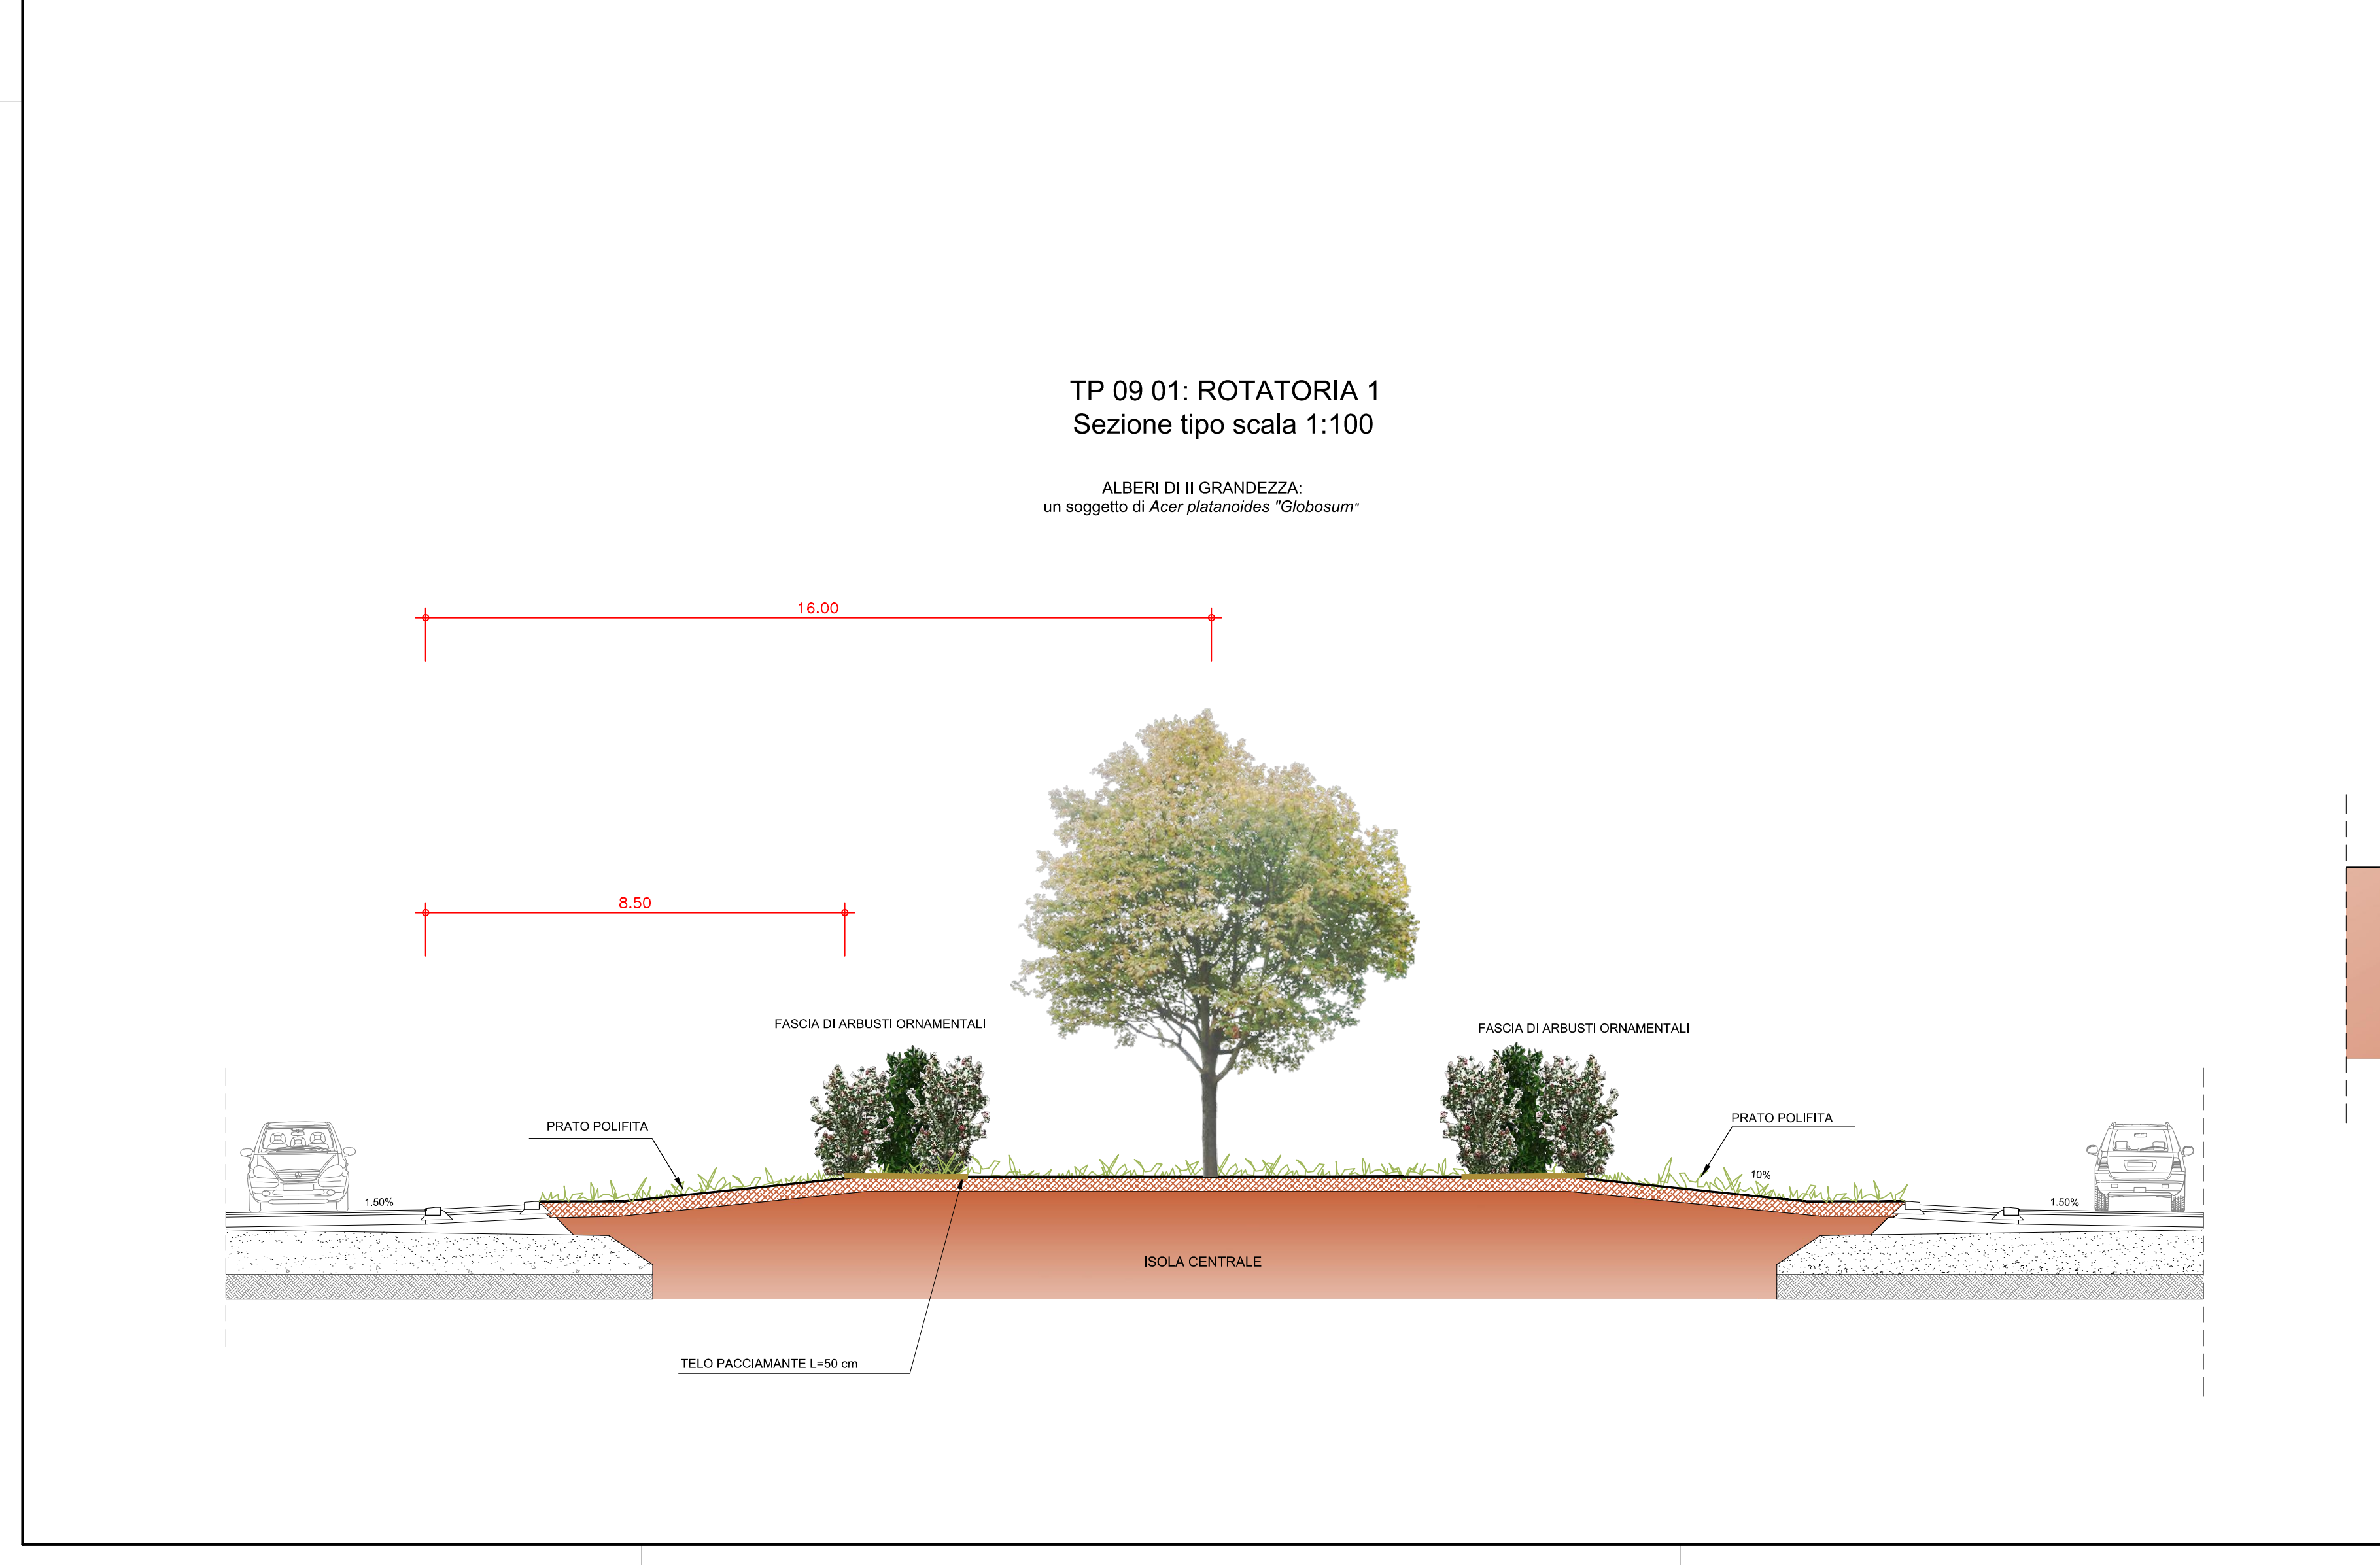 TP 09 01: ROTATORIA 1
Sezione tipo scala 1:100
ALBERI DI II GRANDEZZA:
un soggetto di Acer platanoides "Globosum"
16.00
8.50
FASCIA DI ARBUSTI ORNAMENTALI
FASCIA DI ARBUSTI ORNAMENTALI
PRATO POLIFITA
PRATO POLIFITA
10%
1.50%
1.50%
ISOLA CENTRALE
TELO PACCIAMANTE L=50 cm